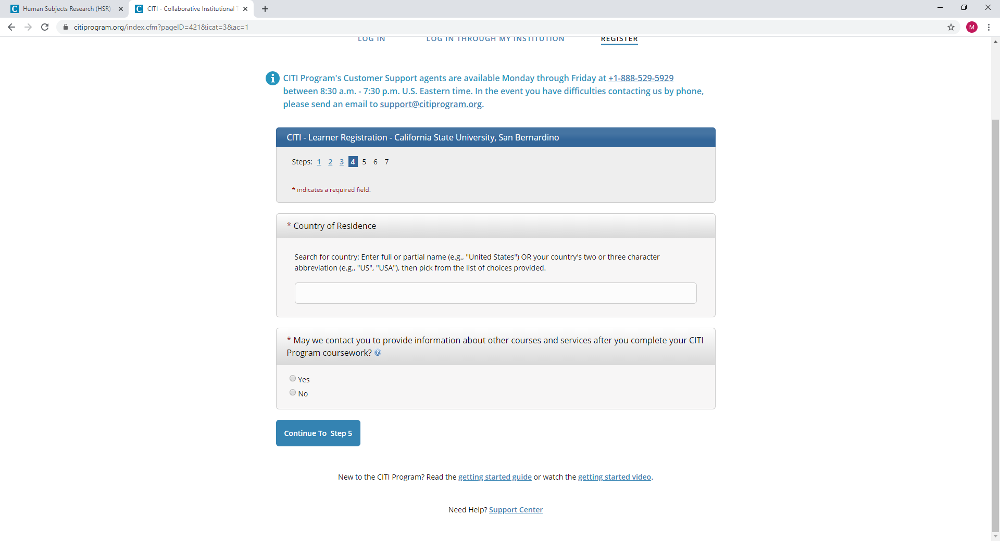 Human Subjects Research (HSR)
CITI - Collaborative Institutional
citiprogram.org/index.cfm?pageID=421&icat=3&ac=1
M
LOG IN
LOG IN THROUGH MY INSTITUTION
REGISTER
CITI Program's Customer Support agents are available Monday through Friday at +1-888-529-5929
between 8:30 a.m. - 7:30 p.m. U.S. Eastern time. In the event you have difficulties contacting us by phone,
please send an email to support@citiprogram.org.
CITI - Learner Registration - California State University, San Bernardino
Steps: 1 2 3 4 5 6 7
* indicates a required field.
* Country of Residence
Search for country: Enter full or partial name (e.g., "United States") OR your country's two or three character
abbreviation (e.g., "US", "USA"), then pick from the list of choices provided.
* May we contact you to provide information about other courses and services after you complete your CITI
Program coursework?
Yes
No
Continue To Step 5
New to the CITI Program? Read the getting started guide or watch the getting started video.
Need Help? Support Center